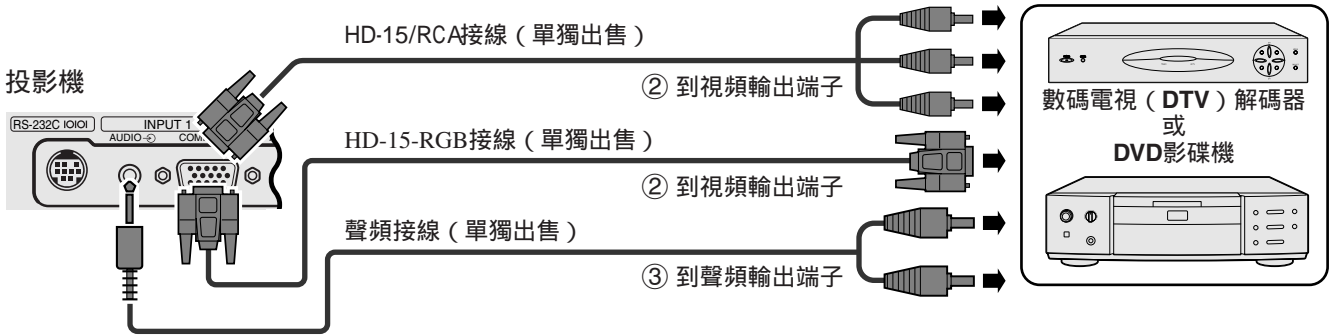 HD-15/RCA接線（單獨出售）
投影機
② 到視頻輸出端子
RS-232C IOIOI
INPUT 1
AUDIO
COM
HD-15-RGB接線（單獨出售）
② 到視頻輸出端子
聲頻接線（單獨出售）
③ 到聲頻輸出端子
數碼電視（DTV）解碼器
或
DVD影碟機